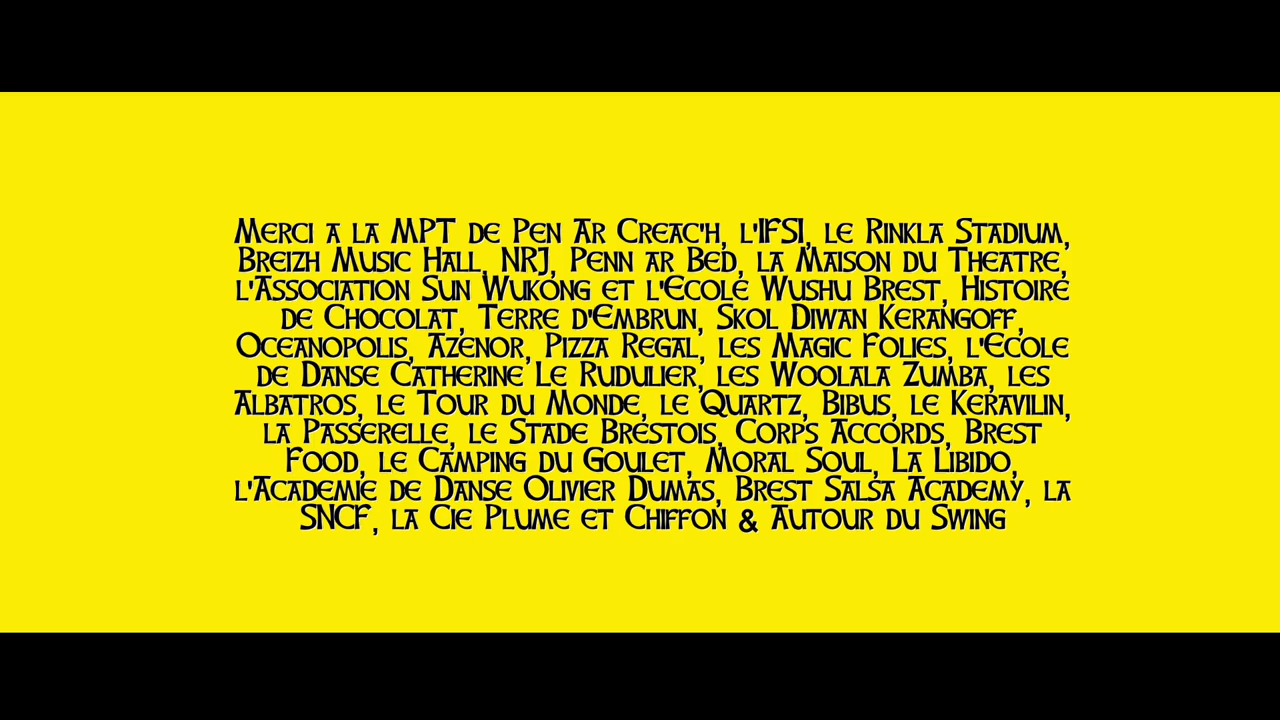 Merci a la MPT de Pen Ar Creac'h, l'IFSI, le Rinkla Stadium,
Breizh Music Hall, NRJ, Penn ar Bed, la Maison du Theatre,
l'Association Sun Wukong et l'Ecole Wushu Brest, Histoire
de Chocolat, Terre d'Embrun, Skol Diwan Kerangoff,
Oceanopolis, Azenor, Pizza Regal, les Magic Folies, l'Ecole
de Danse Catherine Le Rudulier, les Woolala Zumba, les
Albatros, le Tour du Monde, le Quartz, Bibus, le Keravilin,
la Passerelle, le Stade Brestois, Corps Accords, Brest
Food, le Camping du Goulet, Moral Soul, La Libido,
l'Academie de Danse Olivier Dumas, Brest Salsa Academy, la
SNCF, la Cie Plume et Chiffon & Autour du Swing